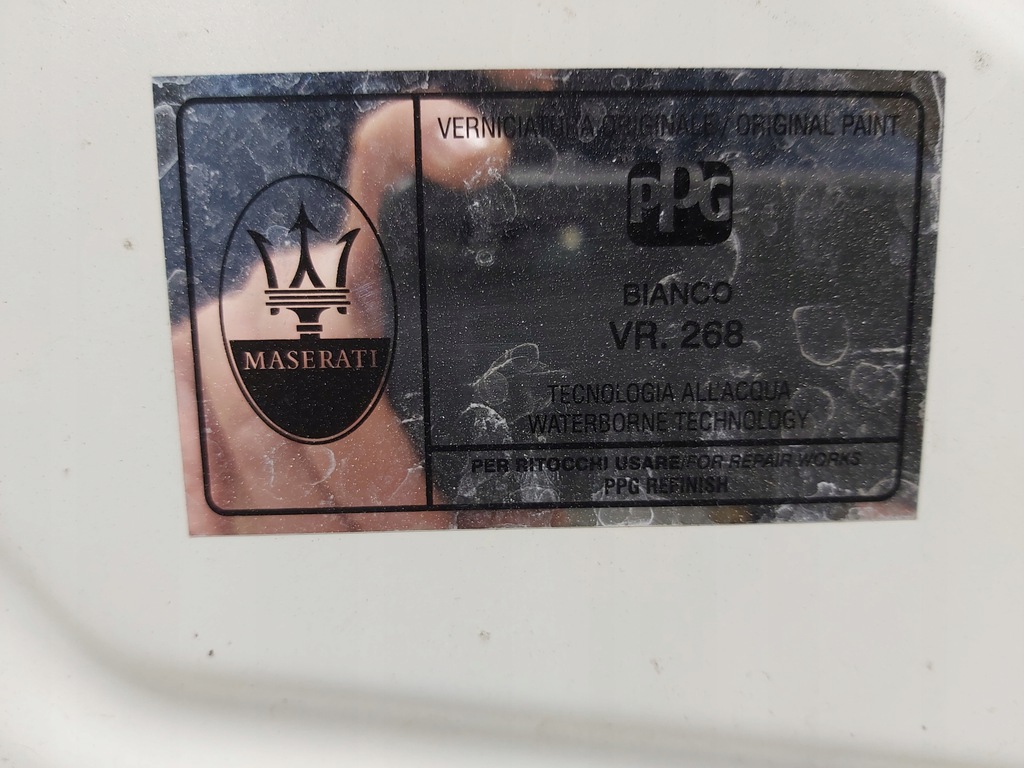 MASERATI
VERNICIATURA ORIGINALE / ORIGINAL PAINT
PPG
BIANCO
VR. 268
TECNOLOGIA ALL'ACQUA
WATERBORNE TECHNOLOGY
PER RITOCCHI USARE/FOR REPAIR WORKS
PPG REFINISH